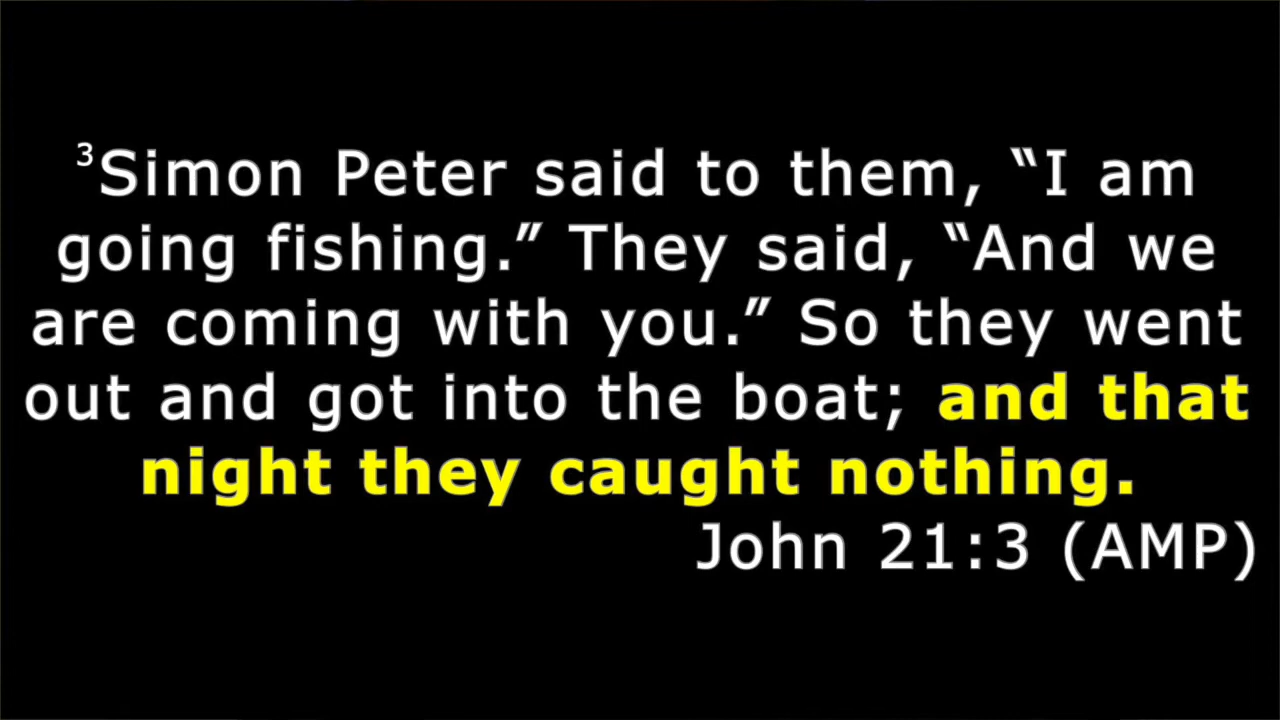 ³Simon Peter said to them, “I am
going fishing.” They said, “And we
are coming with you.” So they went
out and got into the boat; and that
night they caught nothing.
John 21:3 (AMP)